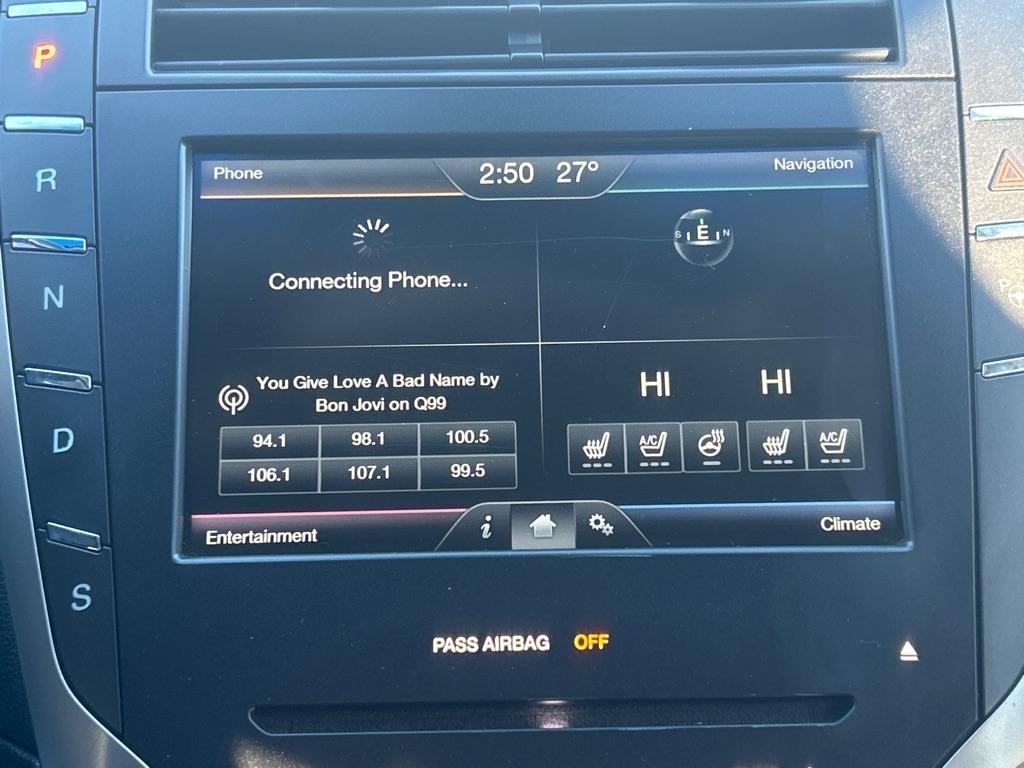 P
R
N
D
S
Phone
2:50 27°
Navigation
Connecting Phone...
S E N
You Give Love A Bad Name by
Bon Jovi on Q99
94.1 98.1 100.5
106.1 107.1 99.5
HI HI
A/C A/C
Entertainment
i
Climate
PASS AIRBAG OFF
P